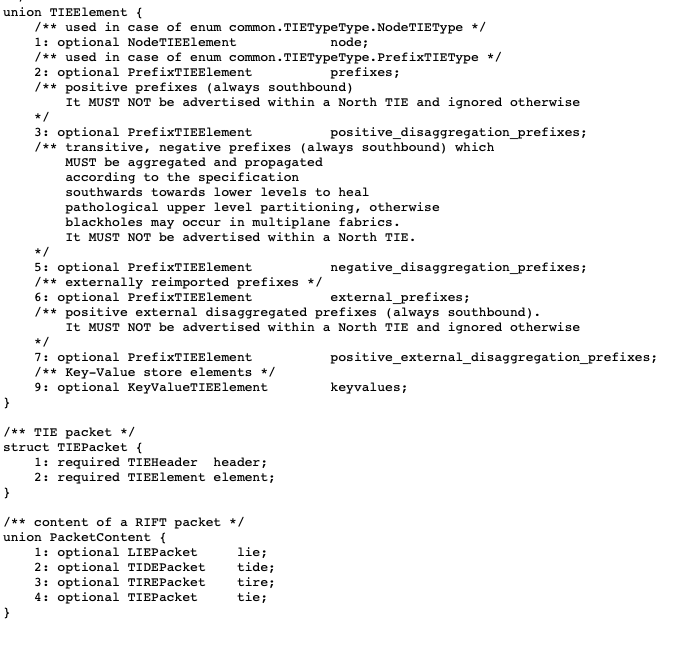 union TIEElement {
    /** used in case of enum common.TIETypeType.NodeTIEType */
    1: optional NodeTIEElement          node;
    /** used in case of enum common.TIETypeType.PrefixTIEType */
    2: optional PrefixTIEElement          prefixes;
    /** positive prefixes (always southbound)
        It MUST NOT be advertised within a North TIE and ignored otherwise
    */
    3: optional PrefixTIEElement          positive_disaggregation_prefixes;
    /** transitive, negative prefixes (always southbound) which
        MUST be aggregated and propagated
        according to the specification
        southwards towards lower levels to heal
        pathological upper level partitioning, otherwise
        blackholes may occur in multiplane fabrics.
        It MUST NOT be advertised within a North TIE.
    */
    5: optional PrefixTIEElement          negative_disaggregation_prefixes;
    /** externally reimported prefixes */
    6: optional PrefixTIEElement          external_prefixes;
    /** positive external disaggregated prefixes (always southbound).
        It MUST NOT be advertised within a North TIE and ignored otherwise
    */
    7: optional PrefixTIEElement          positive_external_disaggregation_prefixes;
    /** Key-Value store elements */
    9: optional KeyValueTIEElement        keyvalues;
}

/** TIE packet */
struct TIEPacket {
    1: required TIEHeader  header;
    2: required TIEElement element;
}

/** content of a RIFT packet */
union PacketContent {
    1: optional LIEPacket     lie;
    2: optional TIDEPacket    tide;
    3: optional TIREPacket    tire;
    4: optional TIEPacket     tie;
}